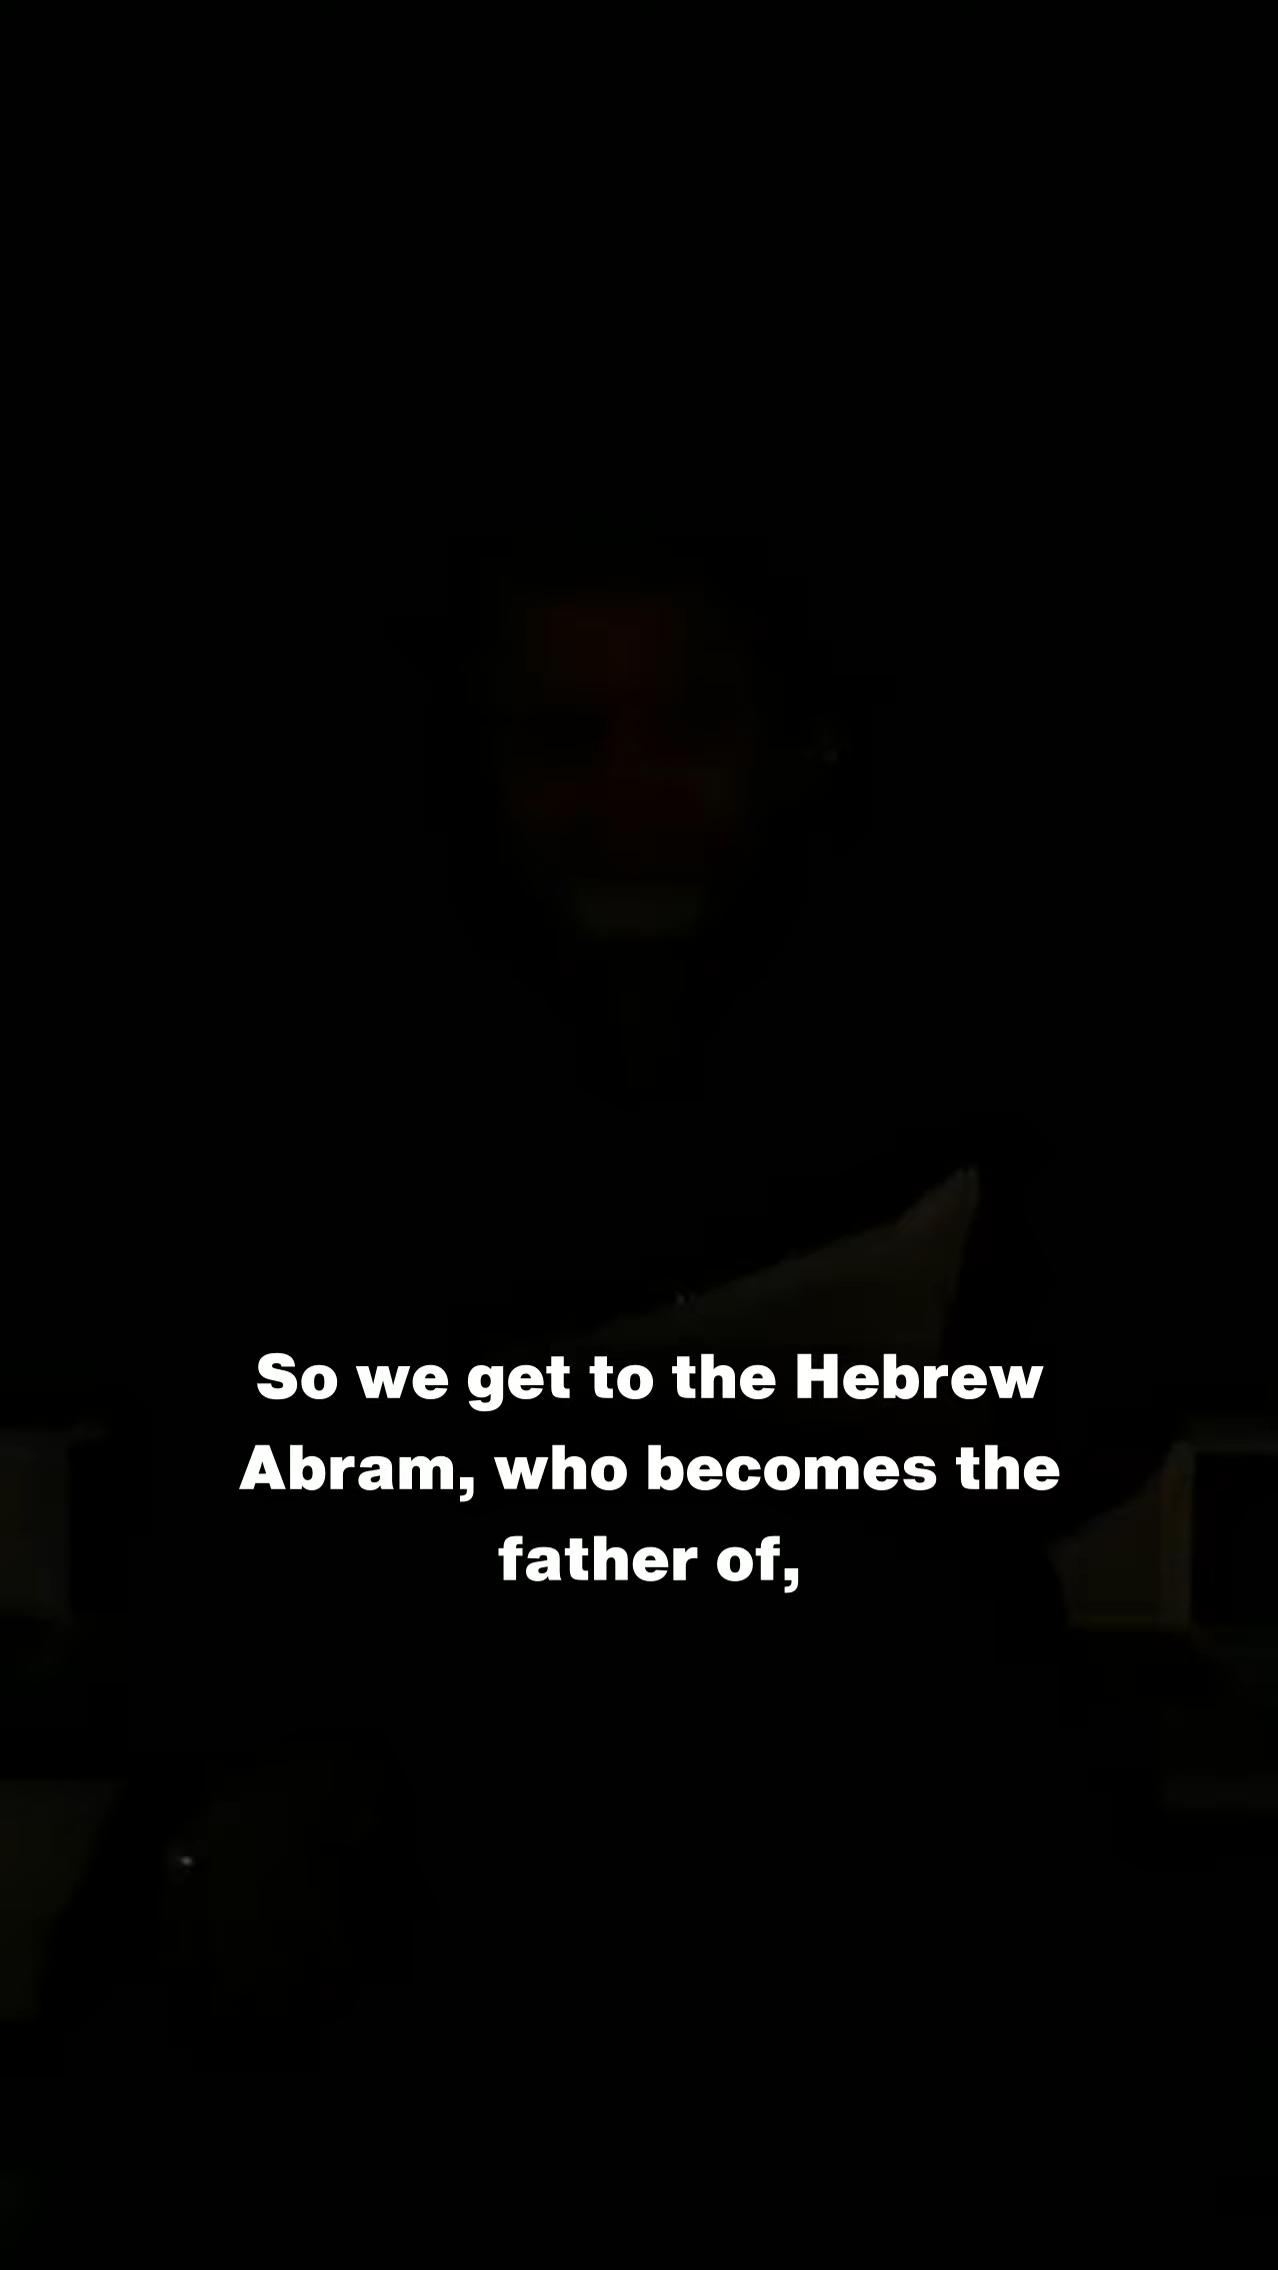 So we get to the Hebrew
Abram, who becomes the
father of,